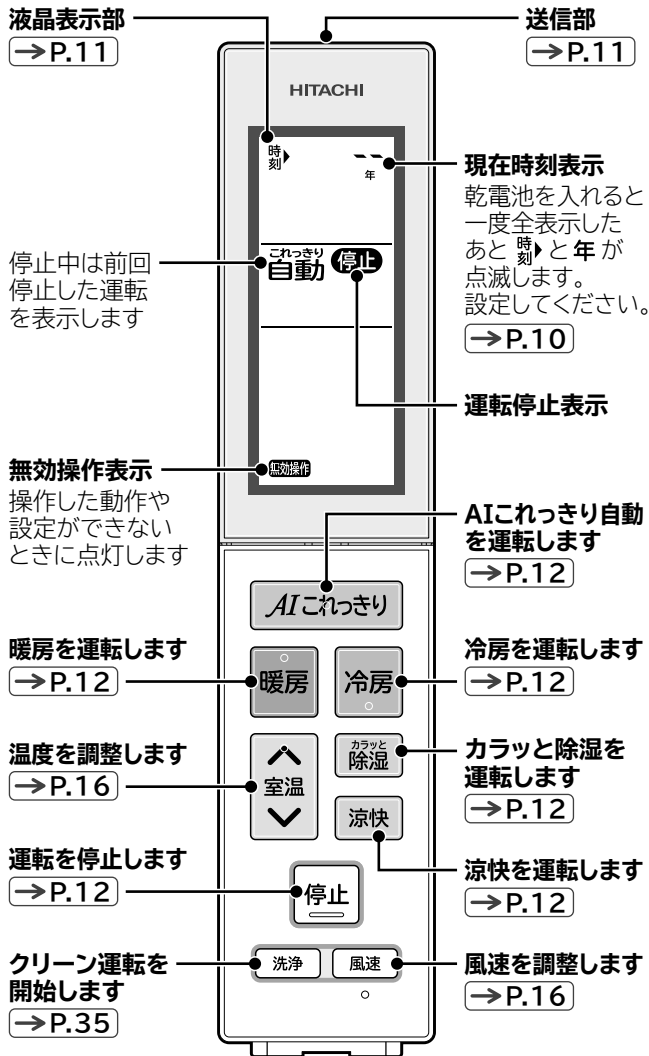 液晶表示部
→P.11
送信部
→P.11
HITACHI
時刻
--
年
現在時刻表示
乾電池を入れると
一度全表示した
あと 時刻 と 年 が
点滅します。
設定してください。
→P.10
停止中は前回
停止した運転
を表示します
これっきり
自動 停止
運転停止表示
無効操作表示
操作した動作や
設定ができない
ときに点灯します
無効操作
AIこれっきり自動
を運転します
→P.12
AIこれっきり
暖房を運転します
→P.12
暖房
冷房
冷房を運転します
→P.12
温度を調整します
→P.16
室温
カラッと
除湿
カラッと除湿を
運転します
→P.12
涼快
涼快を運転します
→P.12
運転を停止します
→P.12
停止
クリーン運転を
開始します
→P.35
洗浄
風速
風速を調整します
→P.16